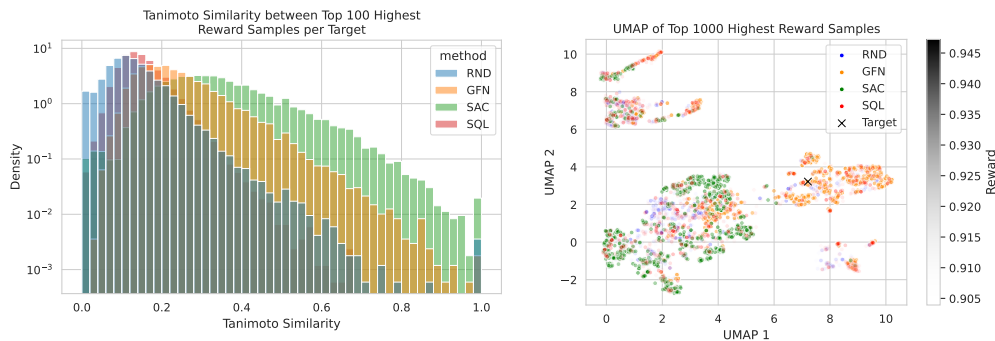 Tanimoto Similarity between Top 100 Highest
Reward Samples per Target
10¹
10⁰
10⁻¹
10⁻²
10⁻³
Density
method
RND
GFN
SAC
SQL
0.0 0.2 0.4 0.6 0.8 1.0
Tanimoto Similarity
UMAP of Top 1000 Highest Reward Samples
10
8
6
4
2
0
−2
UMAP 2
RND
GFN
SAC
SQL
Target
0 2 4 6 8 10
UMAP 1
0.945
0.940
0.935
0.930
0.925
0.920
0.915
0.910
0.905
Reward